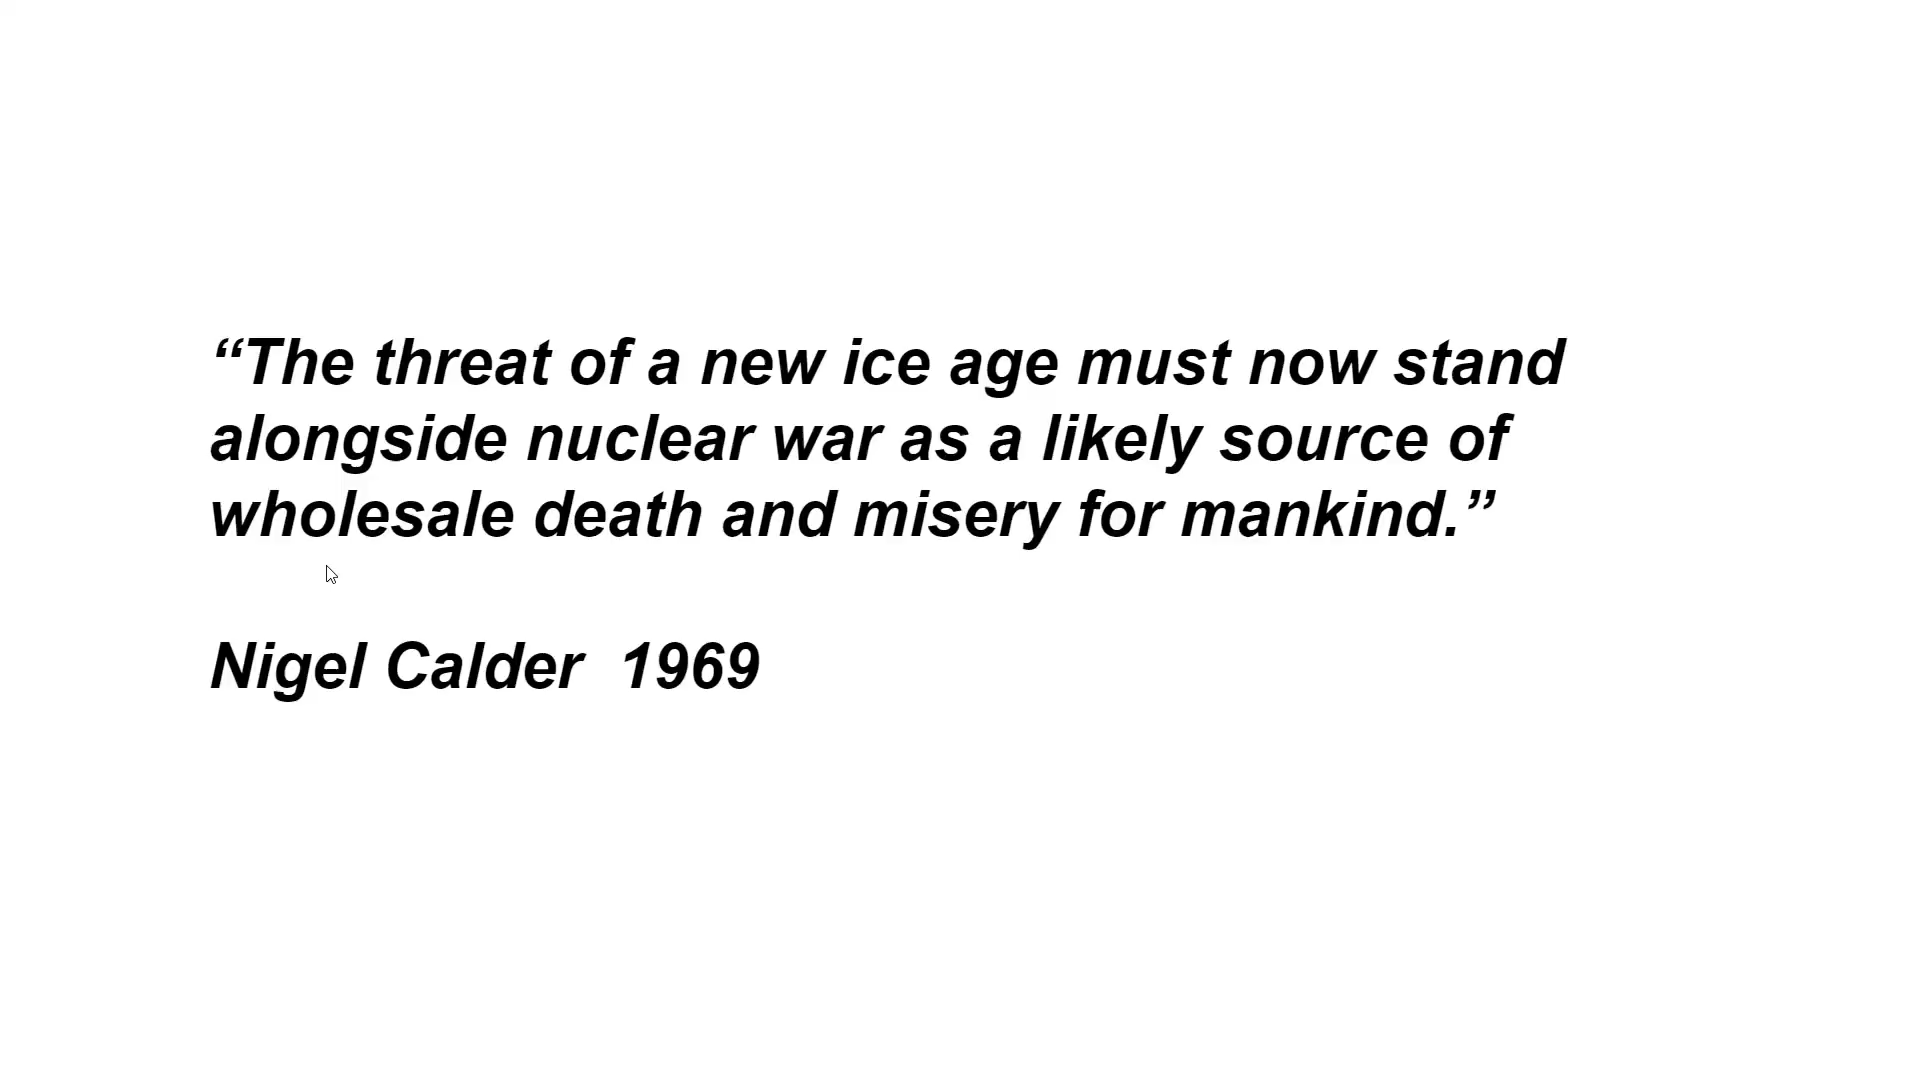 “The threat of a new ice age must now stand
alongside nuclear war as a likely source of
wholesale death and misery for mankind.”
Nigel Calder  1969